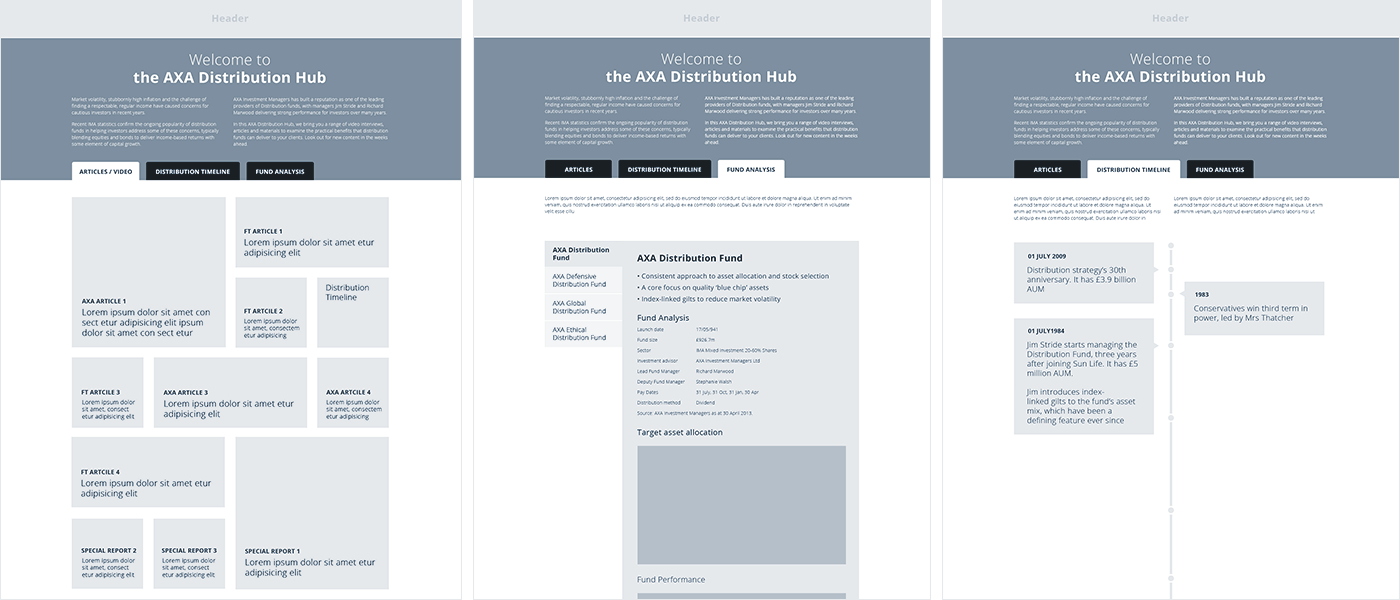 Header
Welcome to
the AXA Distribution Hub
Market volatility, stubbornly high inflation and the challenge of
finding a respectable, regular income have caused concerns for
cautious investors in recent years.
Recent IMA statistics confirm the ongoing popularity of distribution
funds in helping investors address some of these concerns, typically
blending equities and bonds to deliver income-based returns with
some element of capital growth
AXA Investment Managers has built a reputation as one of the leading
providers of Distribution funds, with managers Jim Stride and Richard
Marwood delivering strong performance for investors over many years.
In this AXA Distribution Hub, we bring you a range of video interviews,
articles and materials to examine the practical benefits that distribution
funds can deliver to your clients. Look out for new content in the weeks
ahead.
ARTICLES / VIDEO
DISTRIBUTION TIMELINE
FUND ANALYSIS
AXA ARTICLE 1
Lorem ipsum dolor sit amet con
sect etur adipisicing elit ipsum
dolor sit amet con sect etur
FT ARTICLE 1
Lorem ipsum dolor sit amet etur
adipisicing elit
FT ARTICLE 2
Lorem ipsum dolor
sit amet, consectem
etur adipisicing
Distribution
Timeline
FT ARTCILE 3
Lorem ipsum dolor
sit amet, consect
etur adipisicing elit
AXA ARTICLE 3
Lorem ipsum dolor sit amet etur
adipisicing elit
AXA ARTICLE 4
Lorem ipsum dolor
sit amet, consectem
etur adipisicing
FT ARTCILE 4
Lorem ipsum dolor sit amet etur
adipisicing elit
SPECIAL REPORT 2
Lorem ipsum dolor
sit amet, consect
etur adipisicing elit
SPECIAL REPORT 3
Lorem ipsum dolor
sit amet, consect
etur adipisicing elit
SPECIAL REPORT 1
Lorem ipsum dolor sit amet etur
adipisicing elit
Header
Welcome to
the AXA Distribution Hub
Market volatility, stubbornly high inflation and the challenge of
finding a respectable, regular income have caused concerns for
cautious investors in recent years.
Recent IMA statistics confirm the ongoing popularity of distribution
funds in helping investors address some of these concerns, typically
blending equities and bonds to deliver income-based returns with
some element of capital growth
AXA Investment Managers has built a reputation as one of the leading
providers of Distribution funds, with managers Jim Stride and Richard
Marwood delivering strong performance for investors over many years.
In this AXA Distribution Hub, we bring you a range of video interviews,
articles and materials to examine the practical benefits that distribution
funds can deliver to your clients. Look out for new content in the weeks
ahead.
ARTICLES
DISTRIBUTION TIMELINE
FUND ANALYSIS
Lorem ipsum dolor sit amet, consectetur adipisicing elit, sed do eiusmod tempor incididunt ut labore et dolore magna aliqua. Ut enim ad minim
veniam, quis nostrud exercitation ullamco laboris nisi ut aliquip ex ea commodo consequat. Duis aute irure dolor in reprehenderit in voluptate
velit esse cillu
AXA Distribution
Fund
AXA Defensive
Distribution Fund
AXA Global
Distribution Fund
AXA Ethical
Distribution Fund
AXA Distribution Fund
• Consistent approach to asset allocation and stock selection
• A core focus on quality 'blue chip' assets
• Index-linked gilts to reduce market volatility
Fund Analysis
Launch date 17/05/941
Fund size £926.7m
Sector IMA Mixed Investment 20-60% Shares
Investment advisor AXA Investment Managers Ltd
Lead Fund Manager Richard Marwood
Deputy Fund Manager Stephanie Walsh
Pay Dates 31 July, 31 Oct, 31 Jan, 30 Apr
Distribution method Dividend
Source: AXA Investment Managers as at 30 April 2013.
Target asset allocation
Fund Performance
Header
Welcome to
the AXA Distribution Hub
Market volatility, stubbornly high inflation and the challenge of
finding a respectable, regular income have caused concerns for
cautious investors in recent years.
Recent IMA statistics confirm the ongoing popularity of distribution
funds in helping investors address some of these concerns, typically
blending equities and bonds to deliver income-based returns with
some element of capital growth
AXA Investment Managers has built a reputation as one of the leading
providers of Distribution funds, with managers Jim Stride and Richard
Marwood delivering strong performance for investors over many years.
In this AXA Distribution Hub, we bring you a range of video interviews,
articles and materials to examine the practical benefits that distribution
funds can deliver to your clients. Look out for new content in the weeks
ahead.
ARTICLES
DISTRIBUTION TIMELINE
FUND ANALYSIS
Lorem ipsum dolor sit amet, consectetur adipisicing elit, sed do
eiusmod tempor incididunt ut labore et dolore magna aliqua. Ut
enim ad minim veniam, quis nostrud exercitation ullamco laboris nisi
ut aliquip ex ea commodo consequat. Duis aute irure dolor in
Lorem ipsum dolor sit amet, consectetur adipisicing elit, sed do
eiusmod tempor incididunt ut labore et dolore magna aliqua. Ut enim
ad minim veniam, quis nostrud exercitation ullamco laboris nisi ut
01 JULY 2009
Distribution strategy's 30th
anniversary. It has £3.9 billion
AUM
1983
Conservatives win third term in
power, led by Mrs Thatcher
01 JULY1984
Jim Stride starts managing the
Distribution Fund, three years
after joining Sun Life. It has £5
million AUM.
Jim introduces index-
linked gilts to the fund's asset
mix, which have been a
defining feature ever since